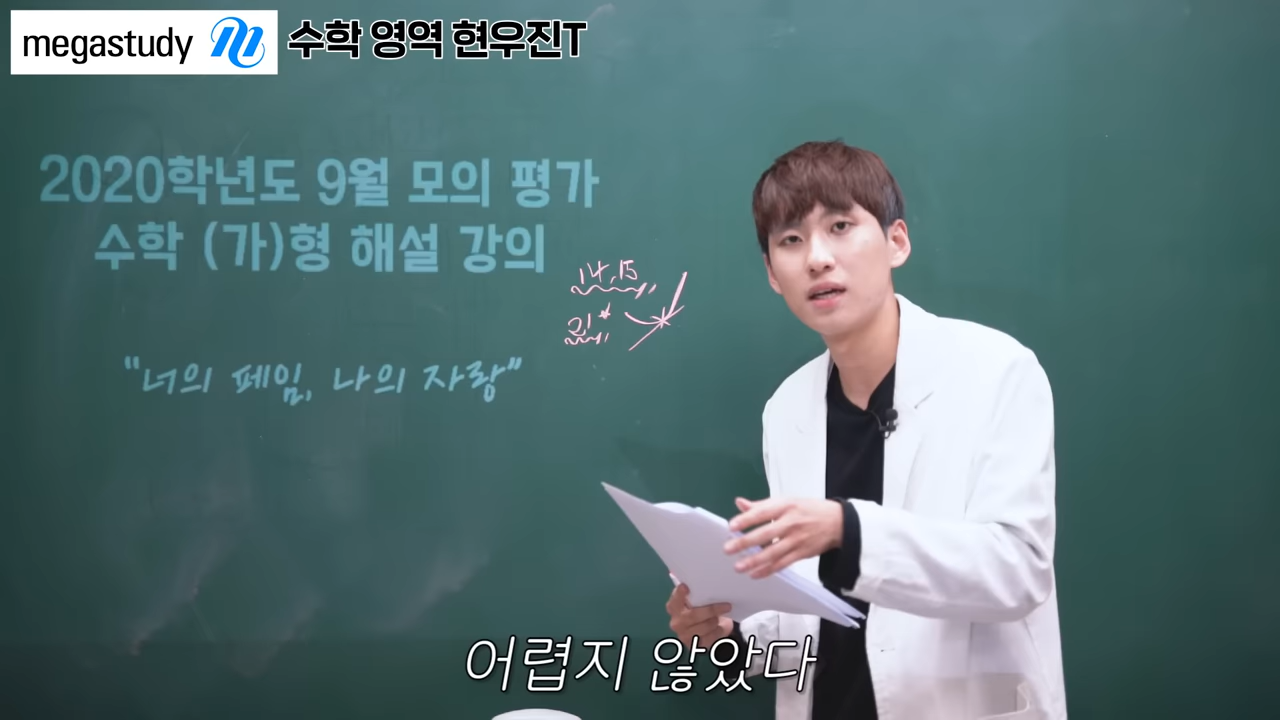 megastudy 수학 영역 현우진T
2020학년도 9월 모의 평가
수학 (가)형 해설 강의
14, 15,
21*
"너의 페임, 나의 자랑"
어렵지 않았다